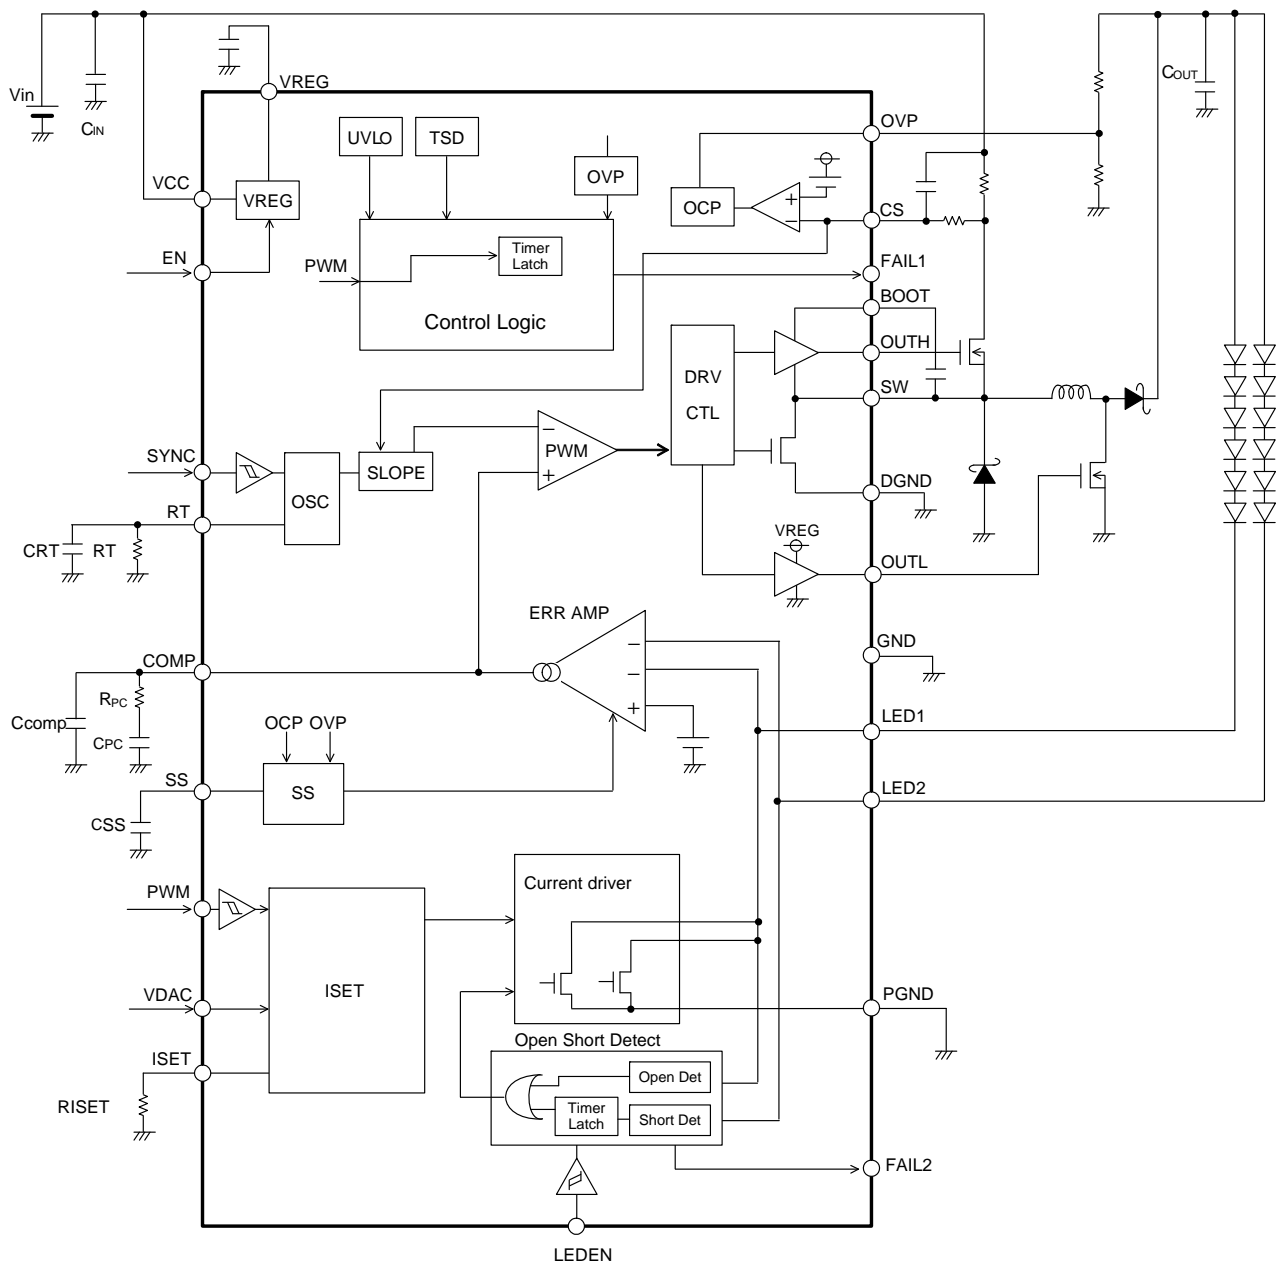 Vin
CIN
VREG
COUT
OVP
UVLO
TSD
OVP
VCC
VREG
OCP
+
−
CS
EN
PWM
Timer
Latch
FAIL1
Control Logic
BOOT
OUTH
DRV
CTL
SW
SYNC
OSC
SLOPE
−
PWM
+
DGND
RT
CRT
RT
VREG
OUTL
ERR AMP
−
−
+
GND
COMP
RPC
Ccomp
CPC
OCP
OVP
LED1
SS
SS
CSS
LED2
PWM
Current driver
ISET
VDAC
PGND
ISET
RISET
Open Short Detect
Open Det
Timer
Latch
Short Det
FAIL2
LEDEN